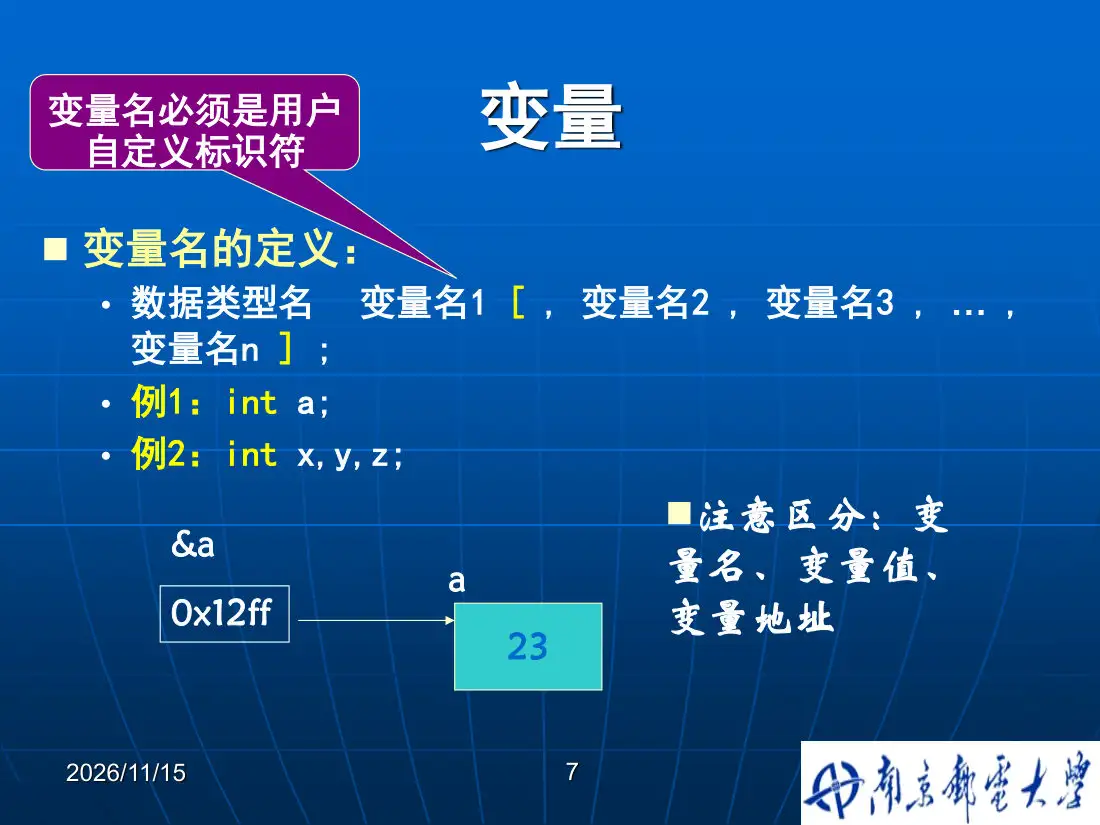 变量名必须是用户
自定义标识符
变量
变量名的定义：
• 数据类型名 变量名1 [ , 变量名2 , 变量名3 , … ,
变量名n ] ;
• 例1：int a;
• 例2：int x,y,z;
注意区分：变
量名、变量值、
变量地址
&a
a
0x12ff
23
2026/11/15
7
南京郵電大學